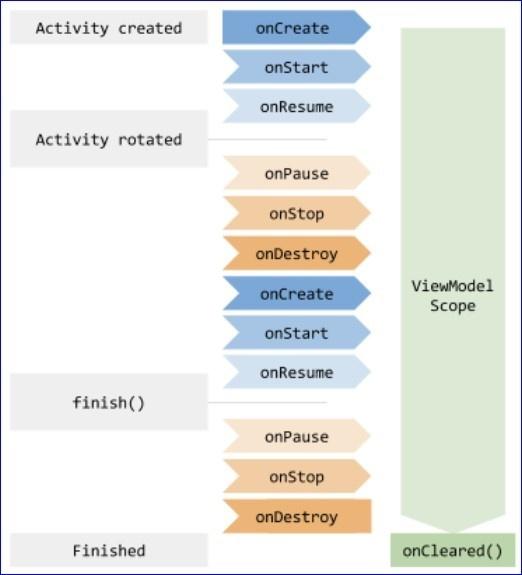 Activity created
onCreate
onStart
onResume
Activity rotated
onPause
onStop
onDestroy
onCreate
ViewModel
Scope
onStart
onResume
finish()
onPause
onStop
onDestroy
Finished
onCleared()